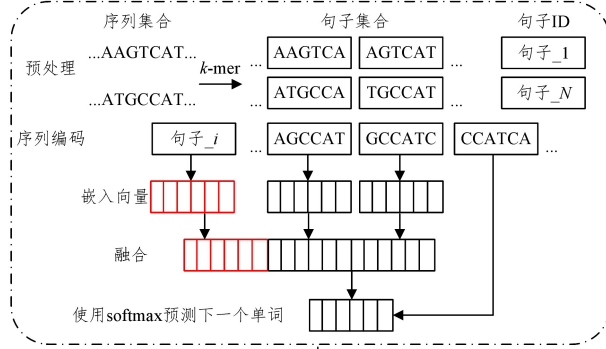 序列集合 句子集合 句子ID
预处理 ...AAGTCAT... k-mer ... AAGTCA AGTCAT ... 句子_1
...ATGCCAT... ... ATGCCA TGCCAT ... 句子_N
序列编码 句子_i ... AGCCAT GCCATC CCATCA ...
嵌入向量
融合
使用softmax预测下一个单词